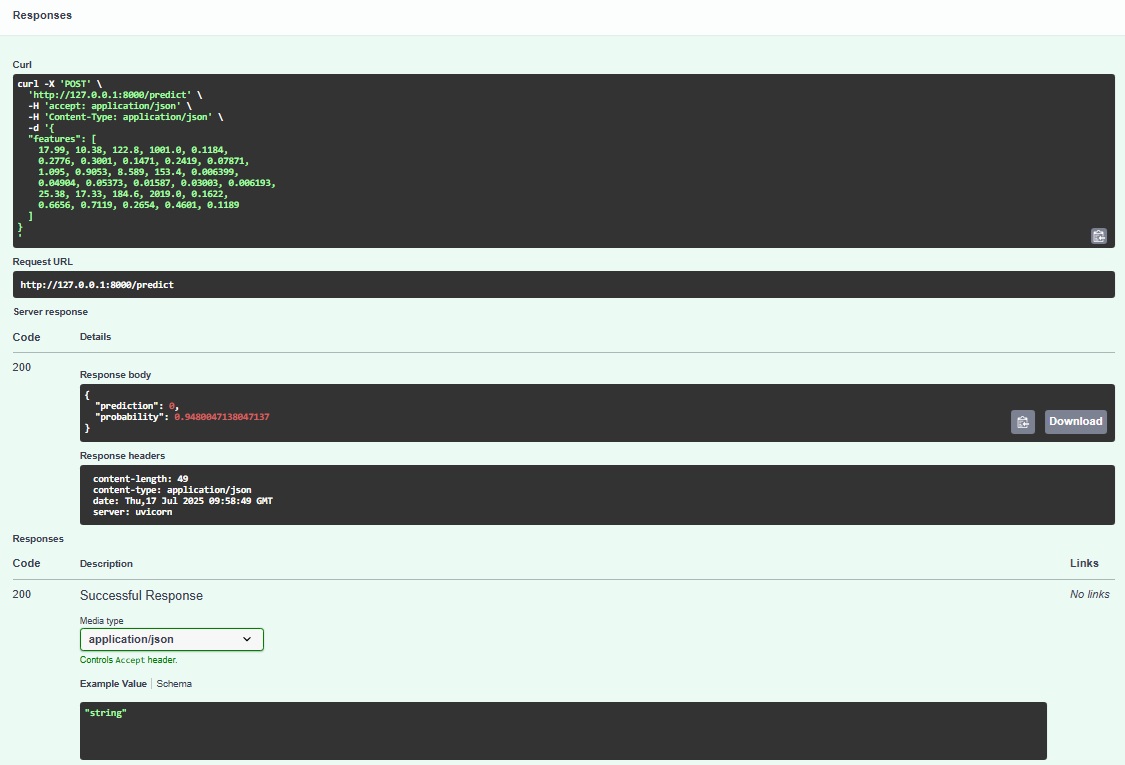 Responses
Curl
curl -X 'POST' \
'http://127.0.0.1:8000/predict' \
-H 'accept: application/json' \
-H 'Content-Type: application/json' \
-d '{
"features": [
17.99, 10.38, 122.8, 1001.0, 0.1184,
0.2776, 0.3001, 0.1471, 0.2419, 0.07871,
1.095, 0.9053, 8.589, 153.4, 0.006399,
0.04904, 0.05373, 0.01587, 0.03003, 0.006193,
25.38, 17.33, 184.6, 2019.0, 0.1622,
0.6656, 0.7119, 0.2654, 0.4601, 0.1189
]
}
'
Request URL
http://127.0.0.1:8000/predict
Server response
Code Details
200
Response body
{
"prediction": 0,
"probability": 0.9480047138047137
}
Download
Response headers
content-length: 49
content-type: application/json
date: Thu,17 Jul 2025 09:58:49 GMT
server: uvicorn
Responses
Code Description Links
200 Successful Response No links
Media type
application/json
Controls Accept header.
Example Value Schema
"string"